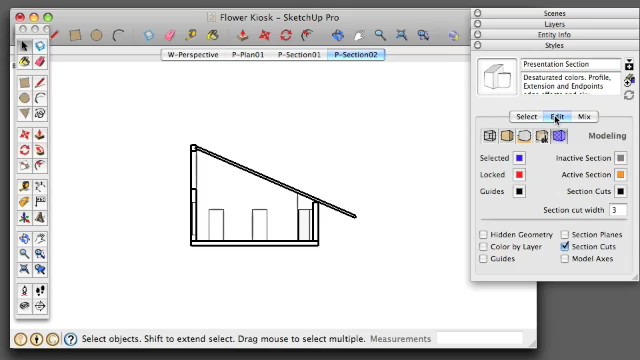 Flower Kiosk - SketchUp Pro
W-Perspective P-Plan01 P-Section01 P-Section02
Scenes
Layers
Entity Info
Styles
Presentation Section
Desaturated colors. Profile,
Extension and Endpoints
Select Edit Mix
Modeling
Selected Inactive Section
Locked Active Section
Guides Section Cuts
Section cut width 3
Hidden Geometry Section Planes
Color by Layer Section Cuts
Guides Model Axes
Select objects. Shift to extend select. Drag mouse to select multiple. Measurements